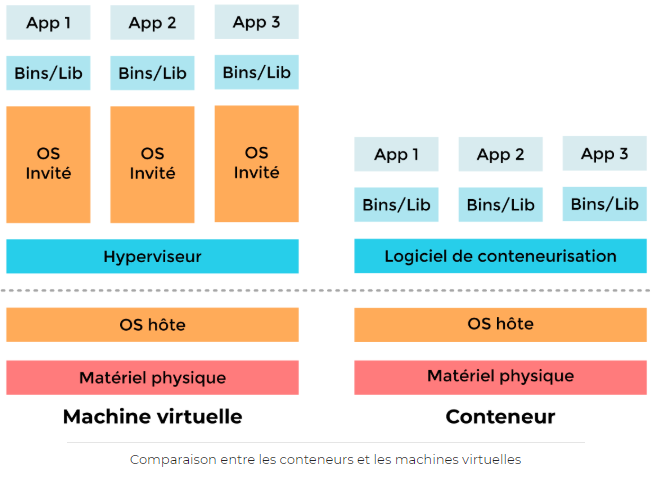 App 1 App 2 App 3
Bins/Lib Bins/Lib Bins/Lib
OS OS OS
Invité Invité Invité
Hyperviseur
OS hôte
Matériel physique
Machine virtuelle
App 1 App 2 App 3
Bins/Lib Bins/Lib Bins/Lib
Logiciel de conteneurisation
OS hôte
Matériel physique
Conteneur
Comparaison entre les conteneurs et les machines virtuelles